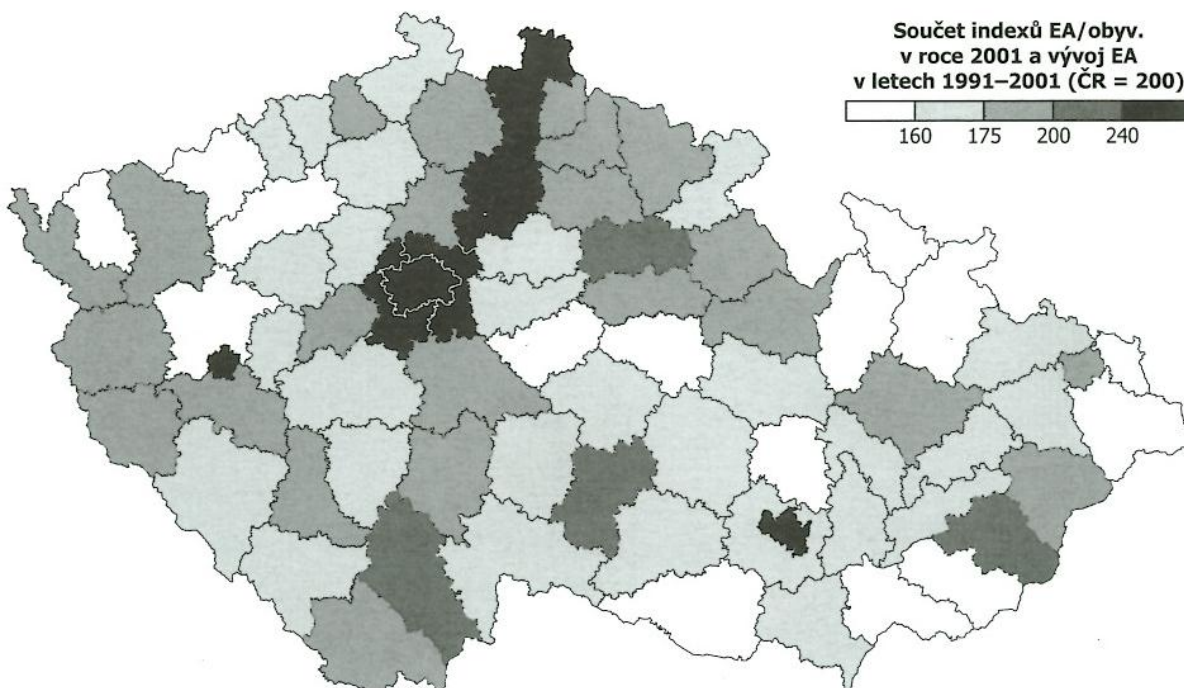 Součet indexů EA/obyv.
v roce 2001 a vývoj EA
v letech 1991–2001 (ČR = 200)
160 175 200 240